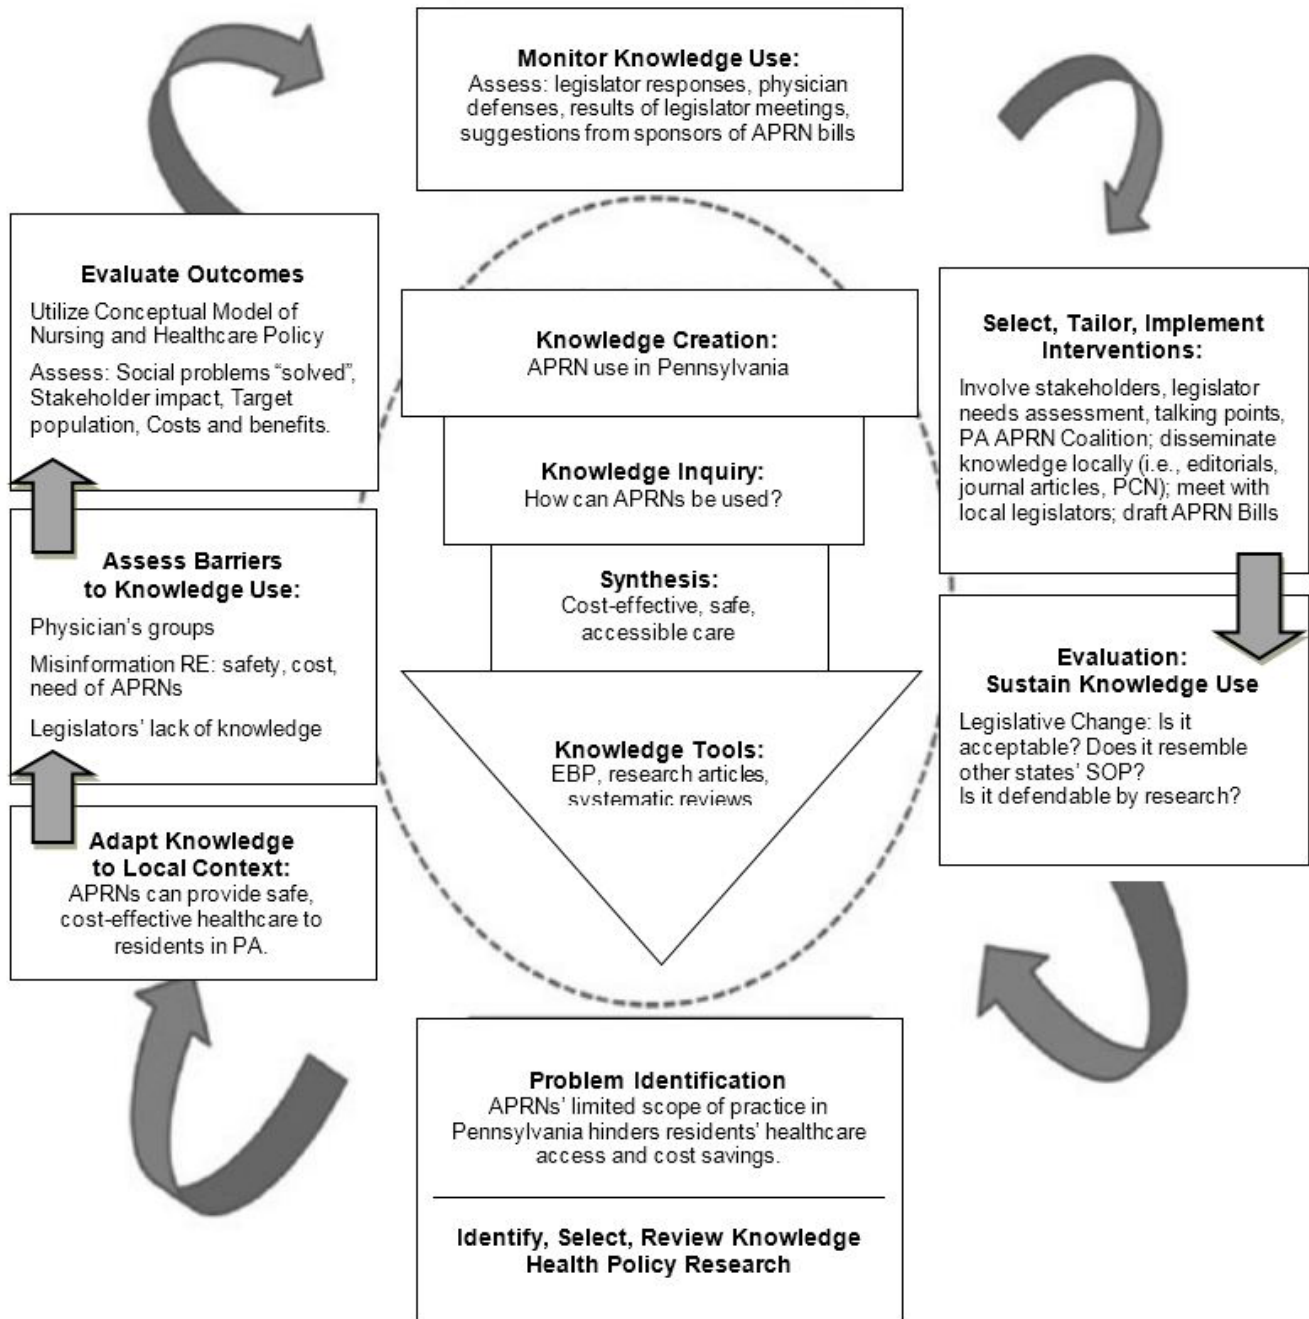 Monitor Knowledge Use:
Assess: legislator responses, physician
defenses, results of legislator meetings,
suggestions from sponsors of APRN bills
Evaluate Outcomes
Utilize Conceptual Model of
Nursing and Healthcare Policy
Assess: Social problems “solved”,
Stakeholder impact, Target
population, Costs and benefits.
Assess Barriers
to Knowledge Use:
Physician’s groups
Misinformation RE: safety, cost,
need of APRNs
Legislators’ lack of knowledge
Adapt Knowledge
to Local Context:
APRNs can provide safe,
cost-effective healthcare to
residents in PA.
Knowledge Creation:
APRN use in Pennsylvania
Knowledge Inquiry:
How can APRNs be used?
Synthesis:
Cost-effective, safe,
accessible care
Knowledge Tools:
EBP, research articles,
systematic reviews
Select, Tailor, Implement
Interventions:
Involve stakeholders, legislator
needs assessment, talking points,
PA APRN Coalition; disseminate
knowledge locally (i.e., editorials,
journal articles, PCN); meet with
local legislators; draft APRN Bills
Evaluation:
Sustain Knowledge Use
Legislative Change: Is it
acceptable? Does it resemble
other states’ SOP?
Is it defendable by research?
Problem Identification
APRNs’ limited scope of practice in
Pennsylvania hinders residents’ healthcare
access and cost savings.
Identify, Select, Review Knowledge
Health Policy Research